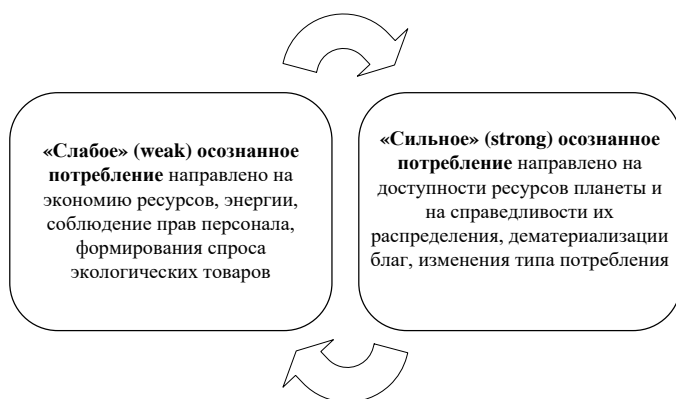 «Слабое» (weak) осознанное
потребление направлено на
экономию ресурсов, энергии,
соблюдение прав персонала,
формирования спроса
экологических товаров
«Сильное» (strong) осознанное
потребление направлено на
доступности ресурсов планеты и
на справедливости их
распределения, дематериализации
благ, изменения типа потребления